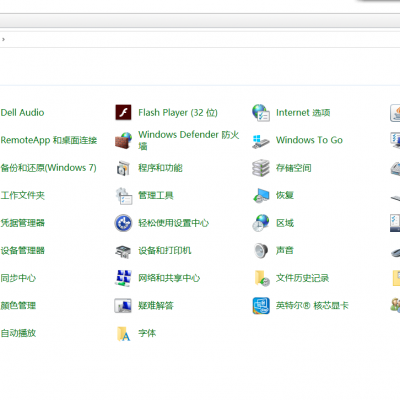 Dell Audio
Flash Player (32 位)
Internet 选项
RemoteApp 和桌面连接
Windows Defender 防火
墙
Windows To Go
备份和还原(Windows 7)
程序和功能
存储空间
工作文件夹
管理工具
恢复
凭据管理器
轻松使用设置中心
区域
设备管理器
设备和打印机
声音
同步中心
网络和共享中心
文件历史记录
颜色管理
疑难解答
英特尔® 核芯显卡
自动播放
字体